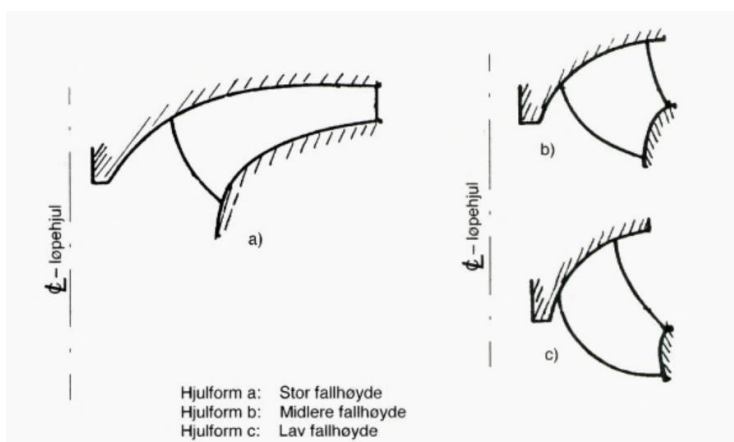 ℄ – løpehjul
a)
℄ – løpehjul
b)
c)
Hjulform a: Stor fallhøyde
Hjulform b: Midlere fallhøyde
Hjulform c: Lav fallhøyde